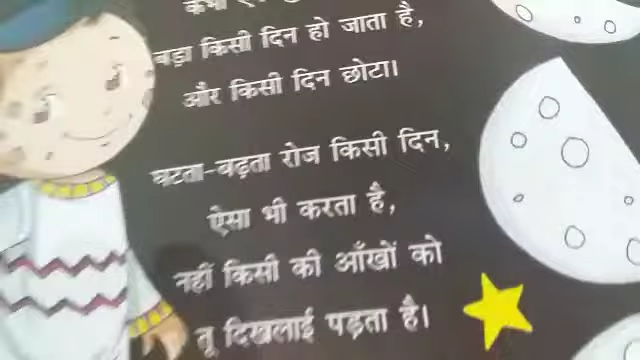 बड़ा किसी दिन हो जाता है,
और किसी दिन छोटा।
घटता-बढ़ता रोज किसी दिन,
ऐसा भी करता है,
नहीं किसी की आँखों को
तू दिखलाई पड़ता है।